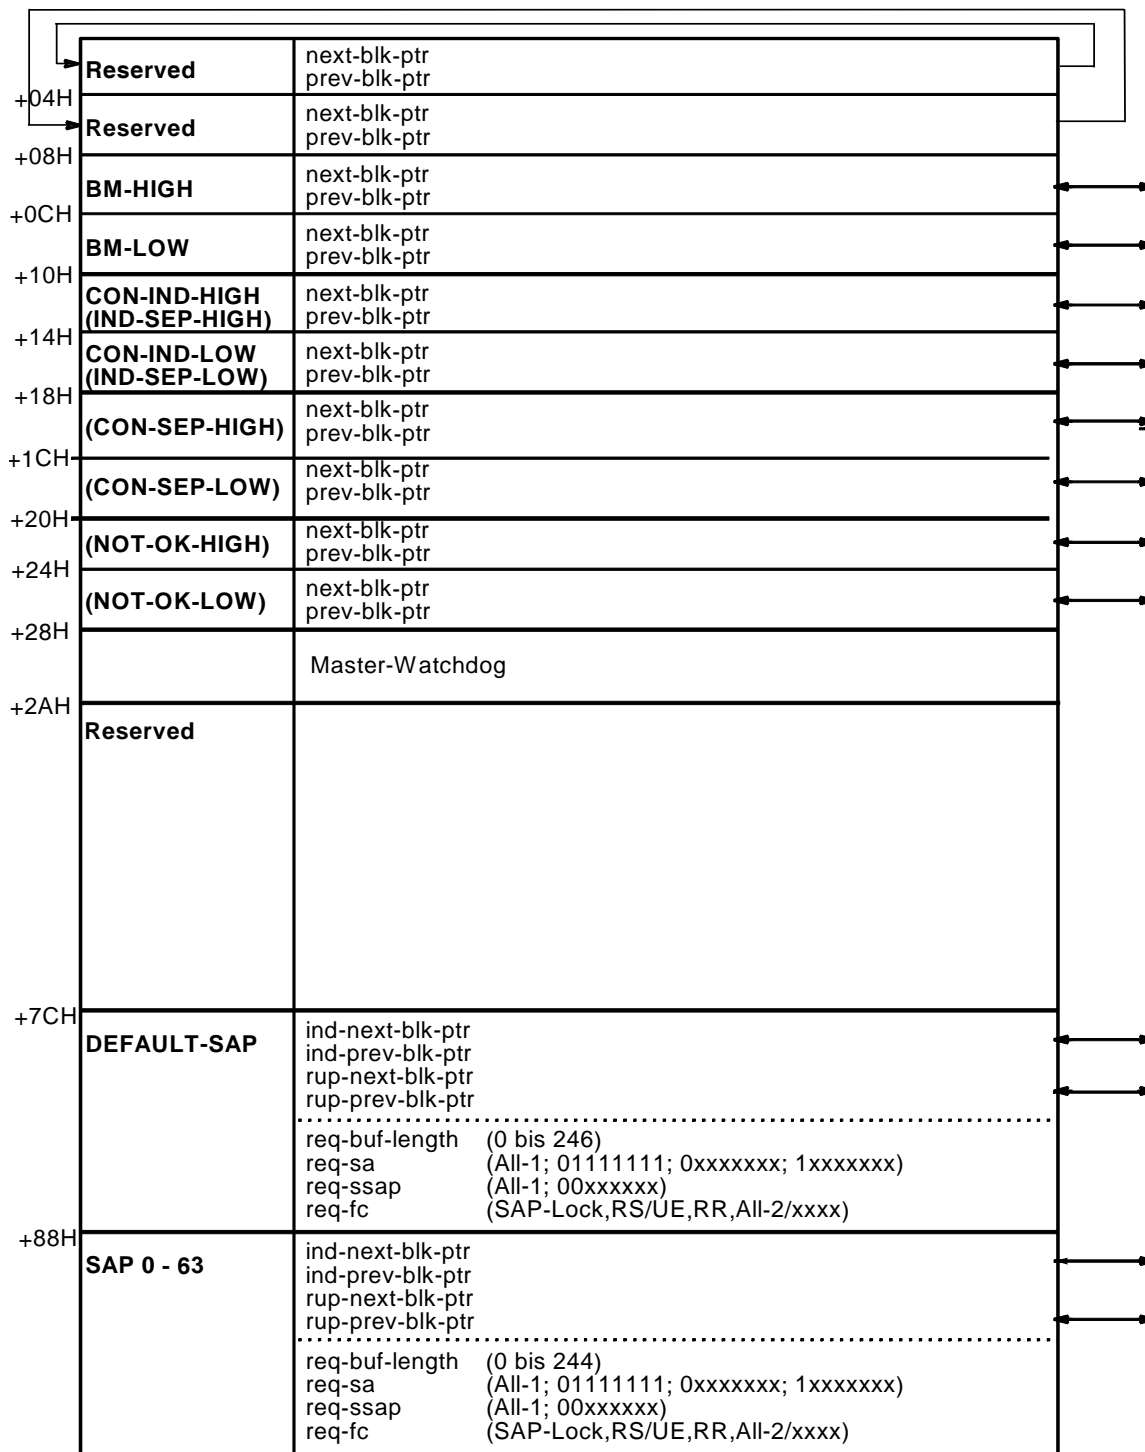 Reserved
next-blk-ptr
prev-blk-ptr
+04H
Reserved
next-blk-ptr
prev-blk-ptr
+08H
BM-HIGH
next-blk-ptr
prev-blk-ptr
+0CH
BM-LOW
next-blk-ptr
prev-blk-ptr
+10H
CON-IND-HIGH
(IND-SEP-HIGH)
next-blk-ptr
prev-blk-ptr
+14H
CON-IND-LOW
(IND-SEP-LOW)
next-blk-ptr
prev-blk-ptr
+18H
(CON-SEP-HIGH)
next-blk-ptr
prev-blk-ptr
+1CH
(CON-SEP-LOW)
next-blk-ptr
prev-blk-ptr
+20H
(NOT-OK-HIGH)
next-blk-ptr
prev-blk-ptr
+24H
(NOT-OK-LOW)
next-blk-ptr
prev-blk-ptr
+28H
Master-Watchdog
+2AH
Reserved
+7CH
DEFAULT-SAP
ind-next-blk-ptr
ind-prev-blk-ptr
rup-next-blk-ptr
rup-prev-blk-ptr
req-buf-length (0 bis 246)
req-sa (All-1; 01111111; 0xxxxxxx; 1xxxxxxx)
req-ssap (All-1; 00xxxxxx)
req-fc (SAP-Lock,RS/UE,RR,All-2/xxxx)
+88H
SAP 0 - 63
ind-next-blk-ptr
ind-prev-blk-ptr
rup-next-blk-ptr
rup-prev-blk-ptr
req-buf-length (0 bis 244)
req-sa (All-1; 01111111; 0xxxxxxx; 1xxxxxxx)
req-ssap (All-1; 00xxxxxx)
req-fc (SAP-Lock,RS/UE,RR,All-2/xxxx)